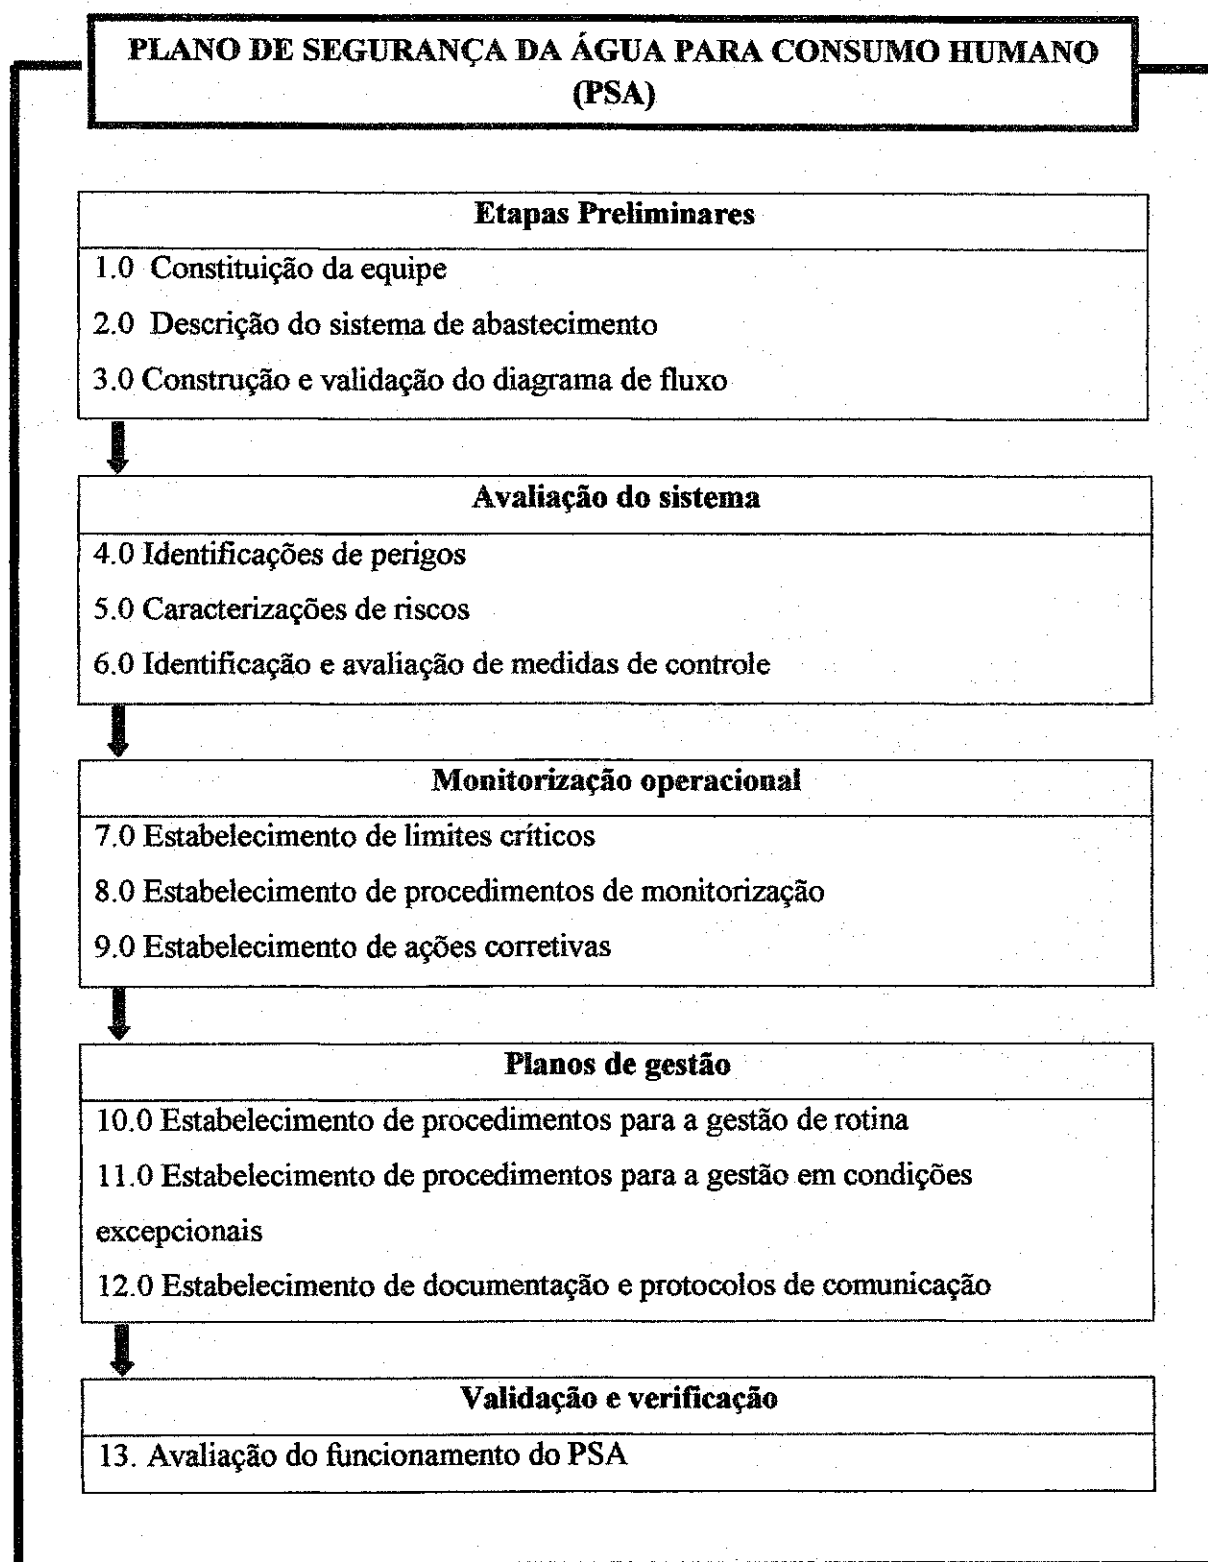 PLANO DE SEGURANÇA DA ÁGUA PARA CONSUMO HUMANO
(PSA)
Etapas Preliminares
1.0 Constituição da equipe
2.0 Descrição do sistema de abastecimento
3.0 Construção e validação do diagrama de fluxo
Avaliação do sistema
4.0 Identificações de perigos
5.0 Caracterizações de riscos
6.0 Identificação e avaliação de medidas de controle
Monitorização operacional
7.0 Estabelecimento de limites críticos
8.0 Estabelecimento de procedimentos de monitorização
9.0 Estabelecimento de ações corretivas
Planos de gestão
10.0 Estabelecimento de procedimentos para a gestão de rotina
11.0 Estabelecimento de procedimentos para a gestão em condições
excepcionais
12.0 Estabelecimento de documentação e protocolos de comunicação
Validação e verificação
13. Avaliação do funcionamento do PSA